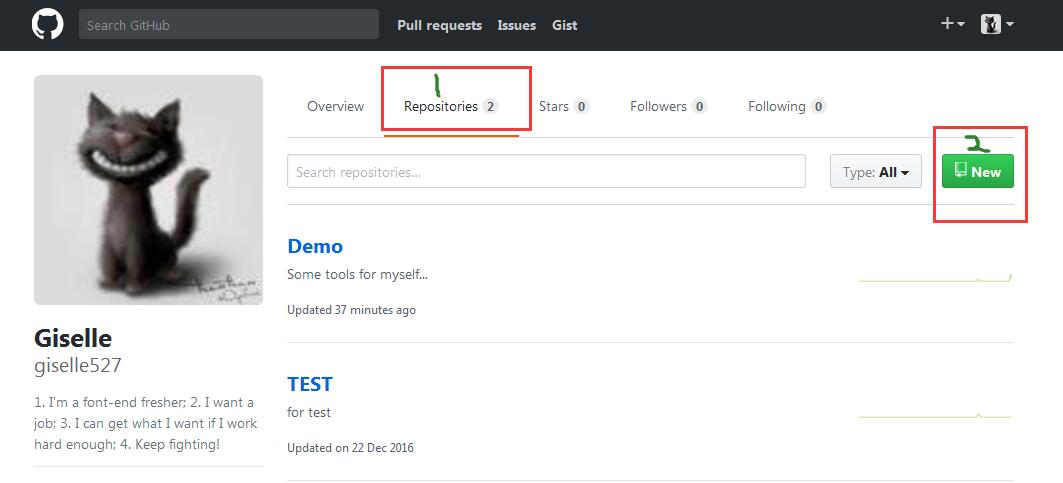 Search GitHub Pull requests Issues Gist
1
Overview Repositories 2 Stars 0 Followers 0 Following 0
2
Search repositories... Type: All New
Demo
Some tools for myself...
Updated 37 minutes ago
Giselle
giselle527
TEST
1. I'm a font-end fresher; 2. I want a
job; 3. I can get what I want if I work
hard enough; 4. Keep fighting!
for test
Updated on 22 Dec 2016